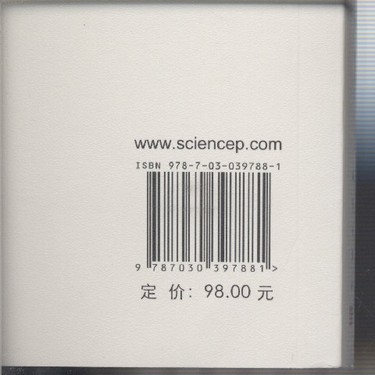 www.sciencep.com
ISBN 978-7-03-039788-1
9 787030 397881 >
定 价：98.00 元